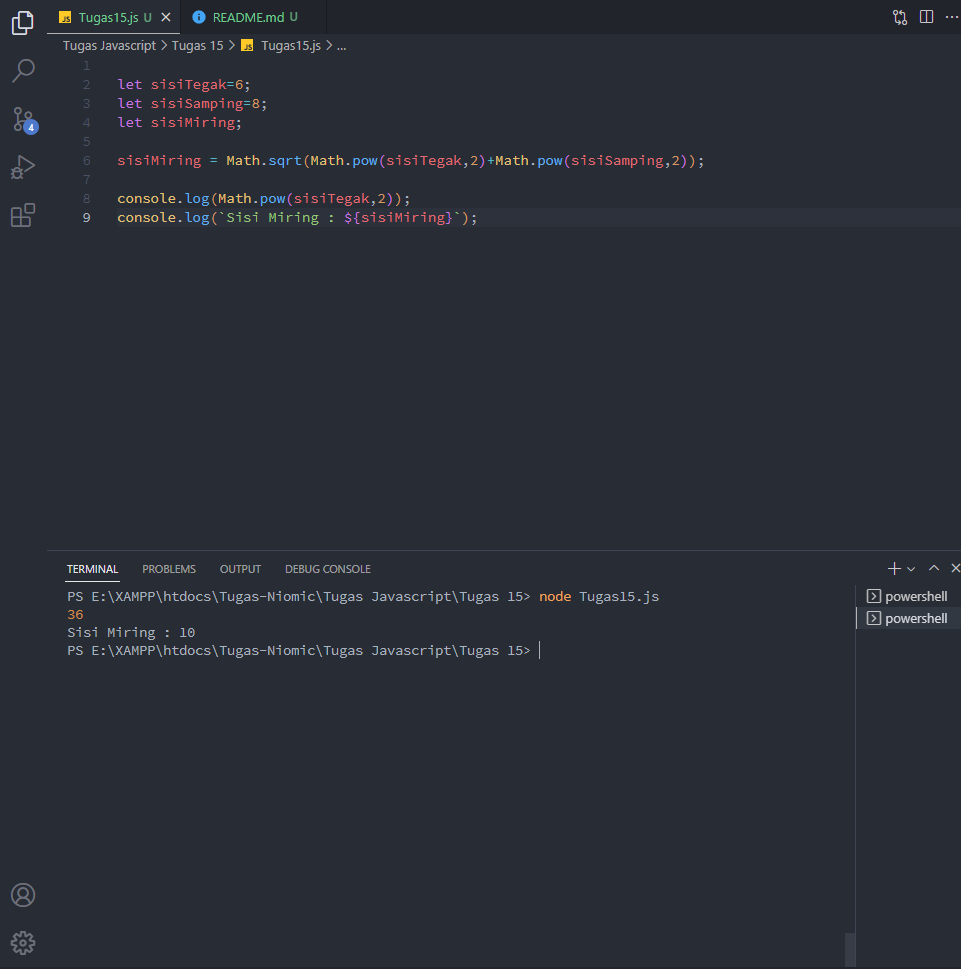 JS Tugas15.js U × README.md U
Tugas Javascript > Tugas 15 > JS Tugas15.js > ...
1
2 let sisiTegak=6;
3 let sisiSamping=8;
4 let sisiMiring;
5
6 sisiMiring = Math.sqrt(Math.pow(sisiTegak,2)+Math.pow(sisiSamping,2));
7
8 console.log(Math.pow(sisiTegak,2));
9 console.log(`Sisi Miring : ${sisiMiring}`);
4
TERMINAL PROBLEMS OUTPUT DEBUG CONSOLE
PS E:\XAMPP\htdocs\Tugas-Niomic\Tugas Javascript\Tugas 15> node Tugas15.js
36
Sisi Miring : 10
PS E:\XAMPP\htdocs\Tugas-Niomic\Tugas Javascript\Tugas 15>
powershell
powershell